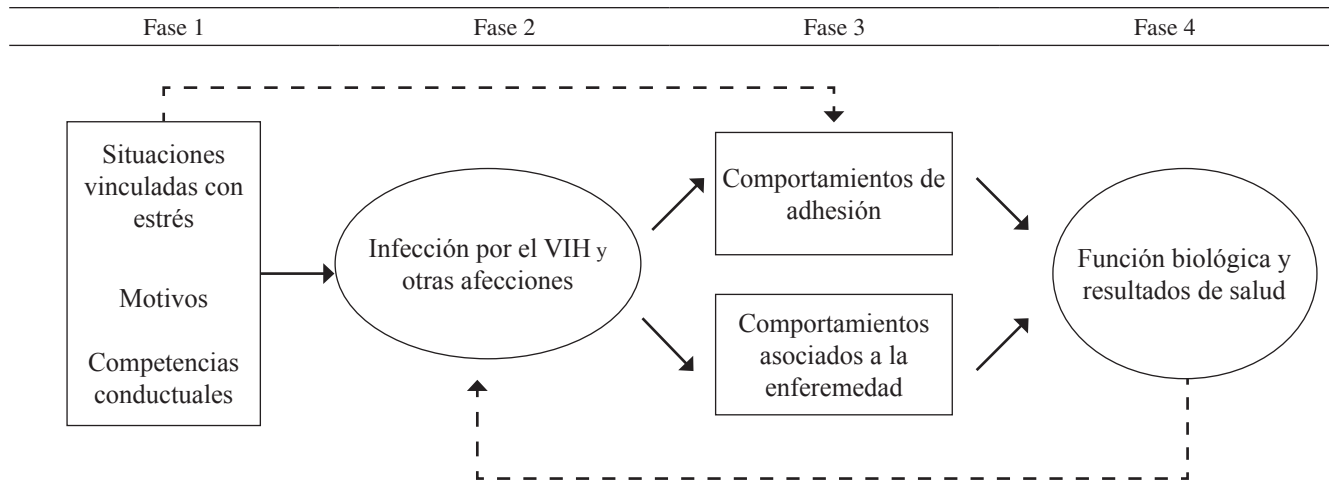 Fase 1
Fase 2
Fase 3
Fase 4
Situaciones
vinculadas con
estrés
Motivos
Competencias
conductuales
Infección por el VIH y
otras afecciones
Comportamientos de
adhesión
Comportamientos
asociados a la
enferemedad
Función biológica y
resultados de salud